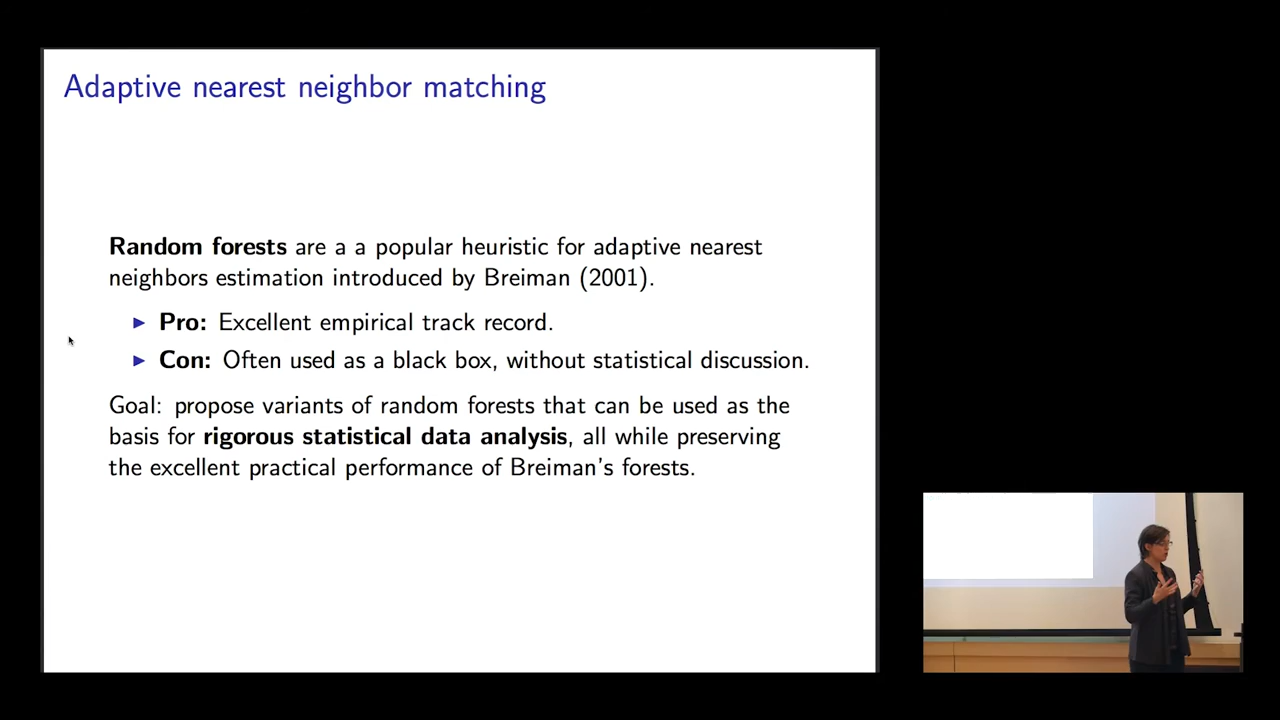 Adaptive nearest neighbor matching
Random forests are a a popular heuristic for adaptive nearest
neighbors estimation introduced by Breiman (2001).
▶ Pro: Excellent empirical track record.
▶ Con: Often used as a black box, without statistical discussion.
Goal: propose variants of random forests that can be used as the
basis for rigorous statistical data analysis, all while preserving
the excellent practical performance of Breiman's forests.